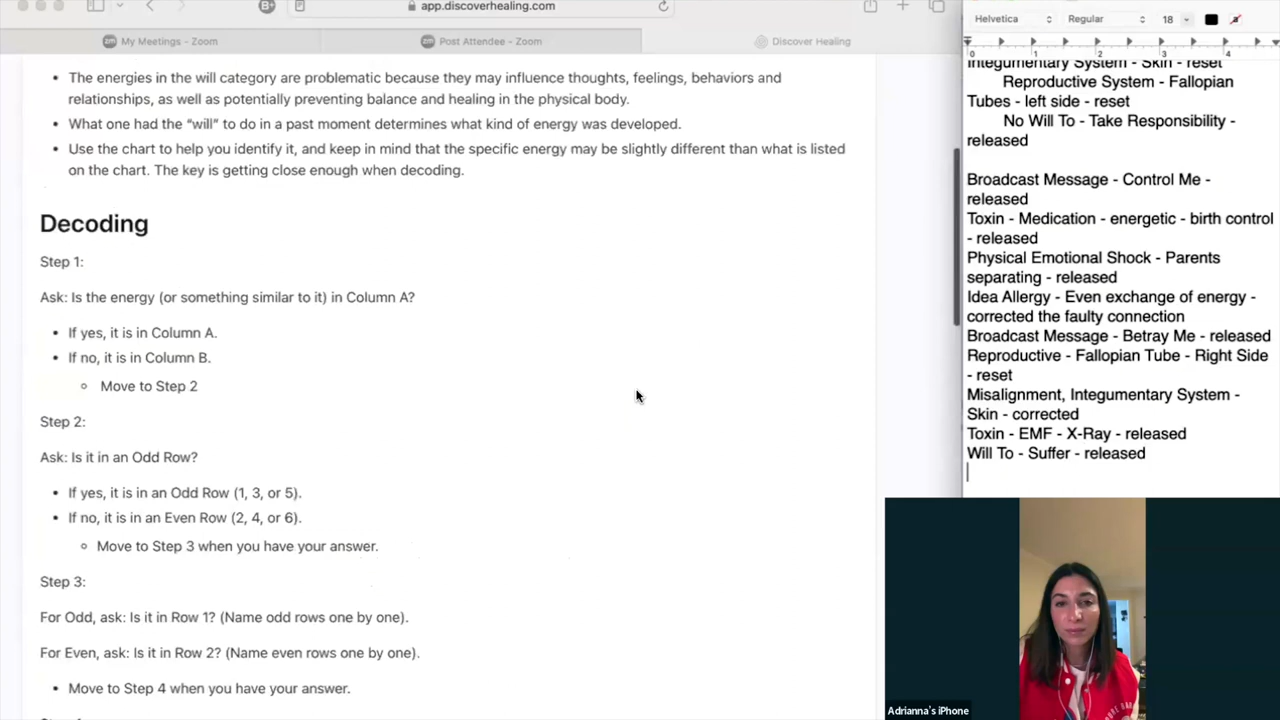 app.discoverhealing.com
My Meetings - Zoom
Post Attendee - Zoom
Discover Healing
Helvetica
Regular
18
0 1 2 3 4
• The energies in the will category are problematic because they may influence thoughts, feelings, behaviors and
relationships, as well as potentially preventing balance and healing in the physical body.
• What one had the “will” to do in a past moment determines what kind of energy was developed.
• Use the chart to help you identify it, and keep in mind that the specific energy may be slightly different than what is listed
on the chart. The key is getting close enough when decoding.
Decoding
Step 1:
Ask: Is the energy (or something similar to it) in Column A?
• If yes, it is in Column A.
• If no, it is in Column B.
Move to Step 2
Step 2:
Ask: Is it in an Odd Row?
• If yes, it is in an Odd Row (1, 3, or 5).
• If no, it is in an Even Row (2, 4, or 6).
Move to Step 3 when you have your answer.
Step 3:
For Odd, ask: Is it in Row 1? (Name odd rows one by one).
For Even, ask: Is it in Row 2? (Name even rows one by one).
• Move to Step 4 when you have your answer.
Integumentary System - Skin - reset
Reproductive System - Fallopian
Tubes - left side - reset
No Will To - Take Responsibility -
released
Broadcast Message - Control Me -
released
Toxin - Medication - energetic - birth control
- released
Physical Emotional Shock - Parents
separating - released
Idea Allergy - Even exchange of energy -
corrected the faulty connection
Broadcast Message - Betray Me - released
Reproductive - Fallopian Tube - Right Side
- reset
Misalignment, Integumentary System -
Skin - corrected
Toxin - EMF - X-Ray - released
Will To - Suffer - released
Adrianna's iPhone